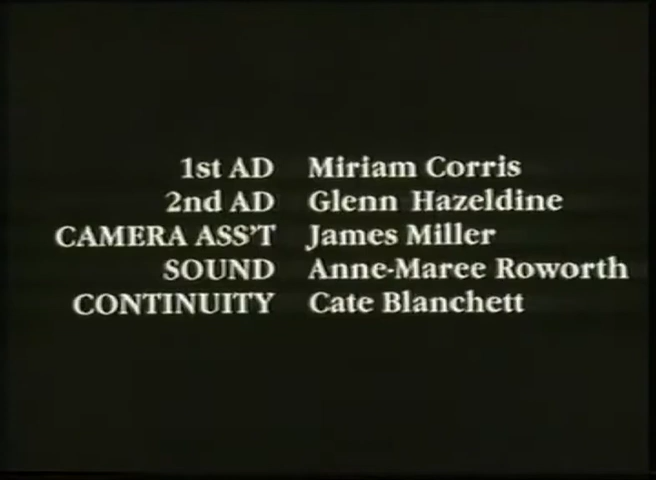 1st AD Miriam Corris
2nd AD Glenn Hazeldine
CAMERA ASS'T James Miller
SOUND Anne-Maree Roworth
CONTINUITY Cate Blanchett